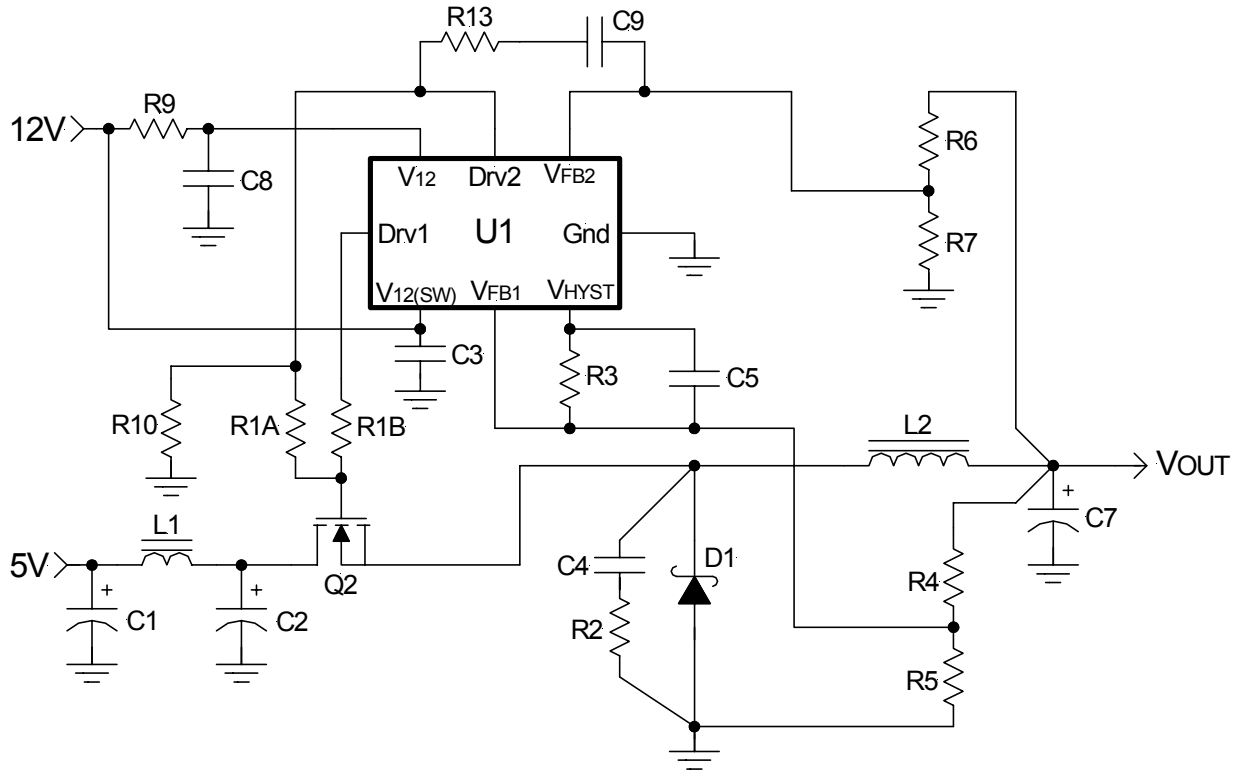 R13
C9
R9
12V
C8
V12
Drv2
VFB2
R6
Drv1
U1
Gnd
R7
V12(SW)
VFB1
VHYST
C3
R3
C5
R10
R1A
R1B
L2
VOUT
+
C7
L1
5V
Q2
C4
D1
R4
+
C1
+
C2
R2
R5